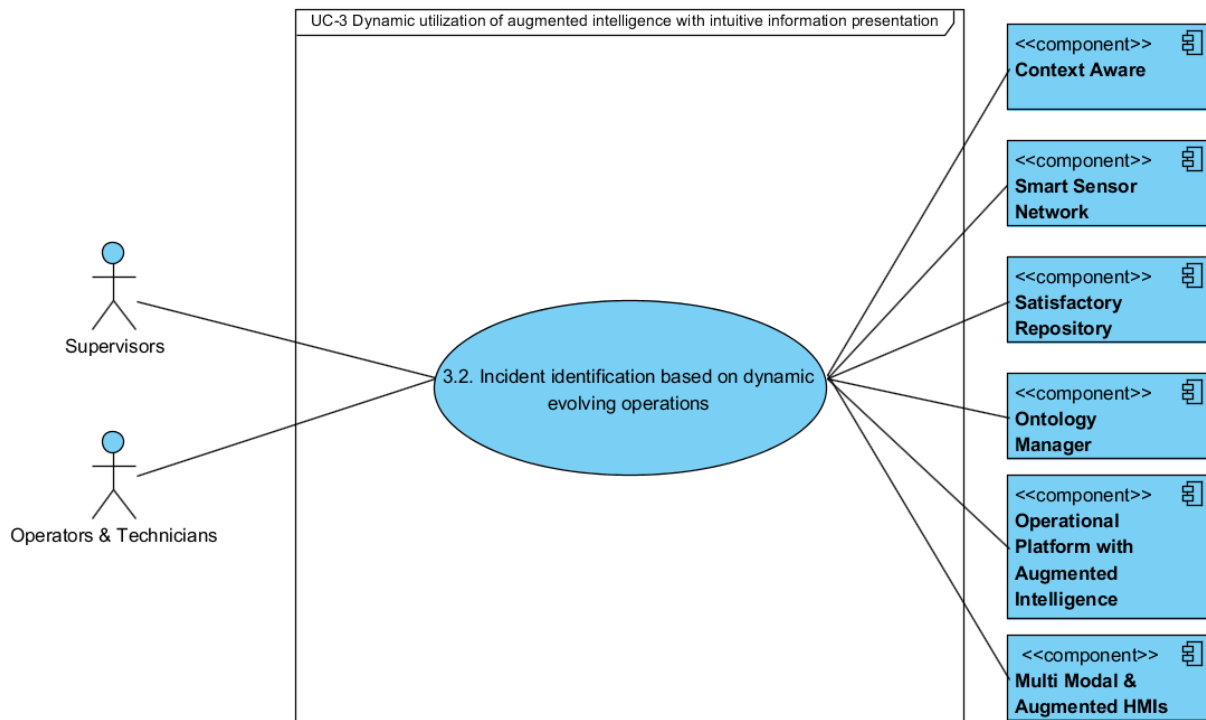 UC-3 Dynamic utilization of augmented intelligence with intuitive information presentation
<<component>>
Context Aware
<<component>>
Smart Sensor
Network
Supervisors
<<component>>
Satisfactory
Repository
3.2. Incident identification based on dynamic
evolving operations
<<component>>
Ontology
Manager
Operators & Technicians
<<component>>
Operational
Platform with
Augmented
Intelligence
<<component>>
Multi Modal &
Augmented HMIs